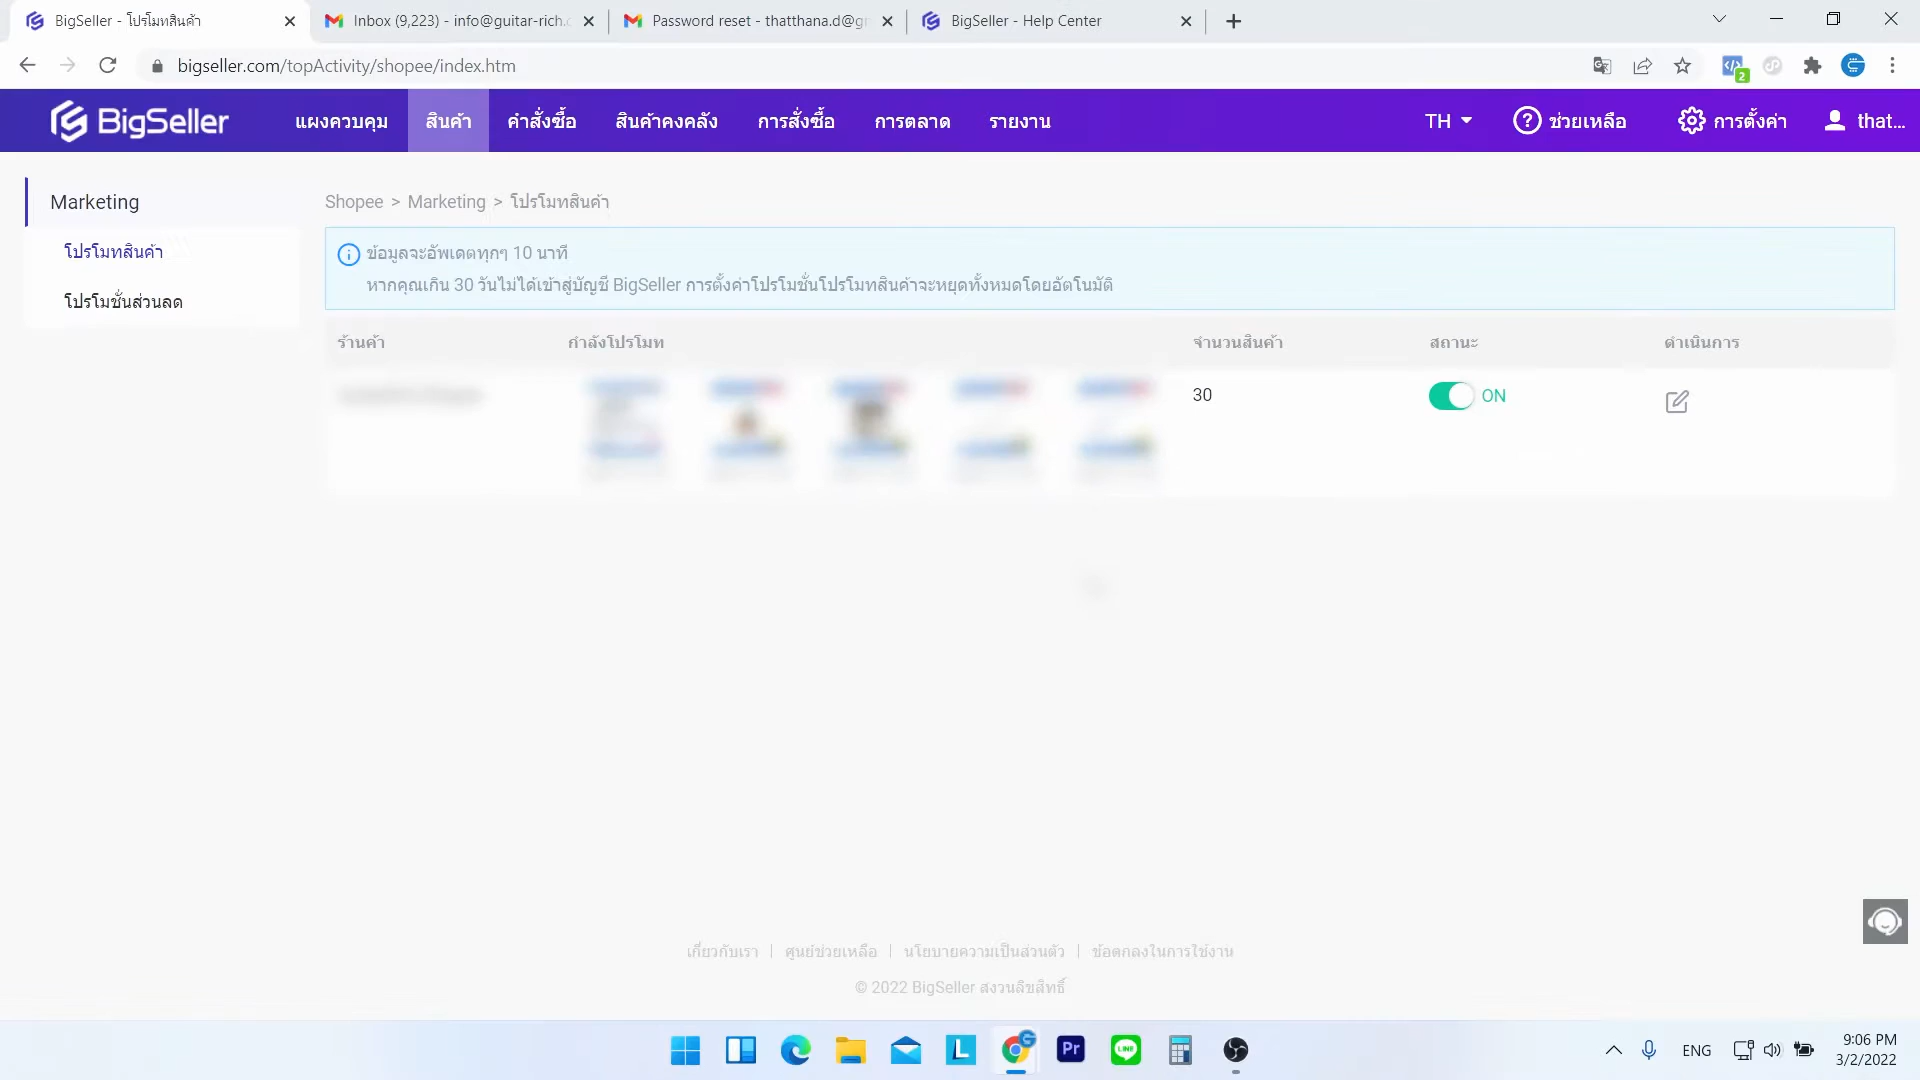 BigSeller - โปรโมทสินค้า
Inbox (9,223) - info@guitar-rich.c
Password reset - thatthana.d@gm
BigSeller - Help Center
bigseller.com/topActivity/shopee/index.htm
2
BigSeller
แผงควบคุม
สินค้า
คำสั่งซื้อ
สินค้าคงคลัง
การสั่งซื้อ
การตลาด
รายงาน
TH
ช่วยเหลือ
การตั้งค่า
that...
Marketing
โปรโมทสินค้า
โปรโมชั่นส่วนลด
Shopee > Marketing > โปรโมทสินค้า
ข้อมูลจะอัพเดตทุกๆ 10 นาที
หากคุณเกิน 30 วันไม่ได้เข้าสู่บัญชี BigSeller การตั้งค่าโปรโมชั่นโปรโมทสินค้าจะหยุดทั้งหมดโดยอัตโนมัติ
ร้านค้า
กำลังโปรโมท
จำนวนสินค้า
สถานะ
ดำเนินการ
30
ON
เกี่ยวกับเรา | ศูนย์ช่วยเหลือ | นโยบายความเป็นส่วนตัว | ข้อตกลงในการใช้งาน
© 2022 BigSeller สงวนลิขสิทธิ์
L
Pr
LINE
ENG
9:06 PM
3/2/2022